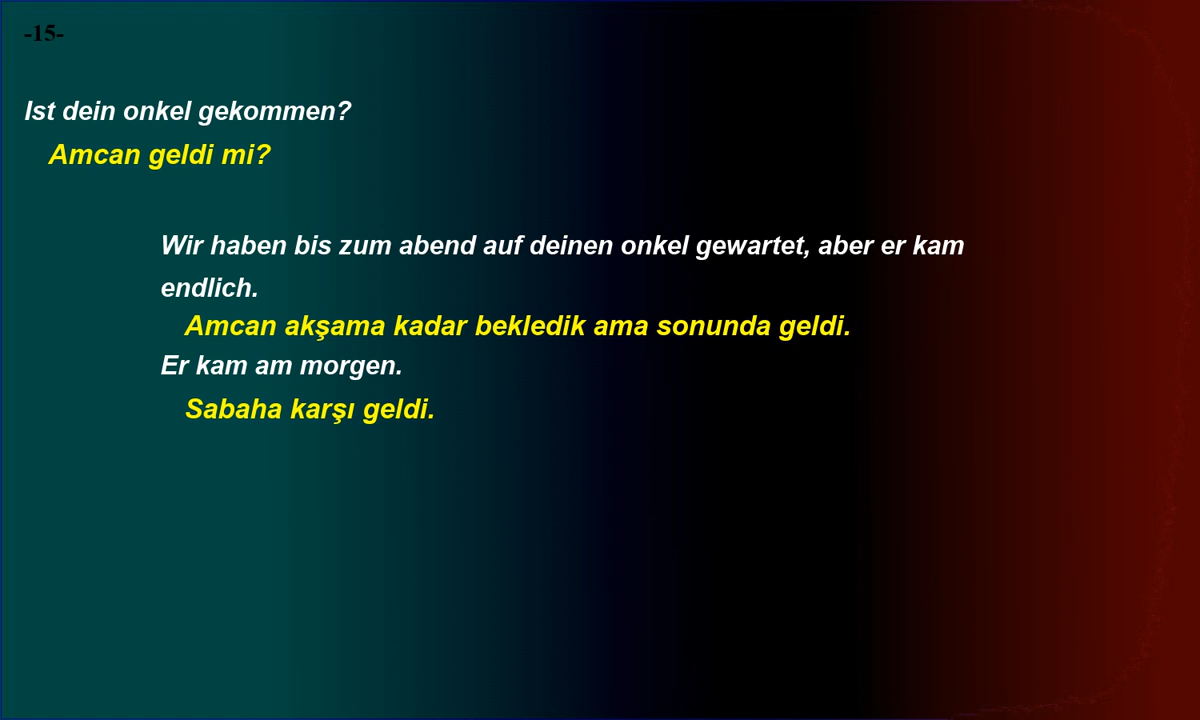 -15-
Ist dein onkel gekommen?
Amcan geldi mi?
Wir haben bis zum abend auf deinen onkel gewartet, aber er kam
endlich.
Amcan akşama kadar bekledik ama sonunda geldi.
Er kam am morgen.
Sabaha karşı geldi.